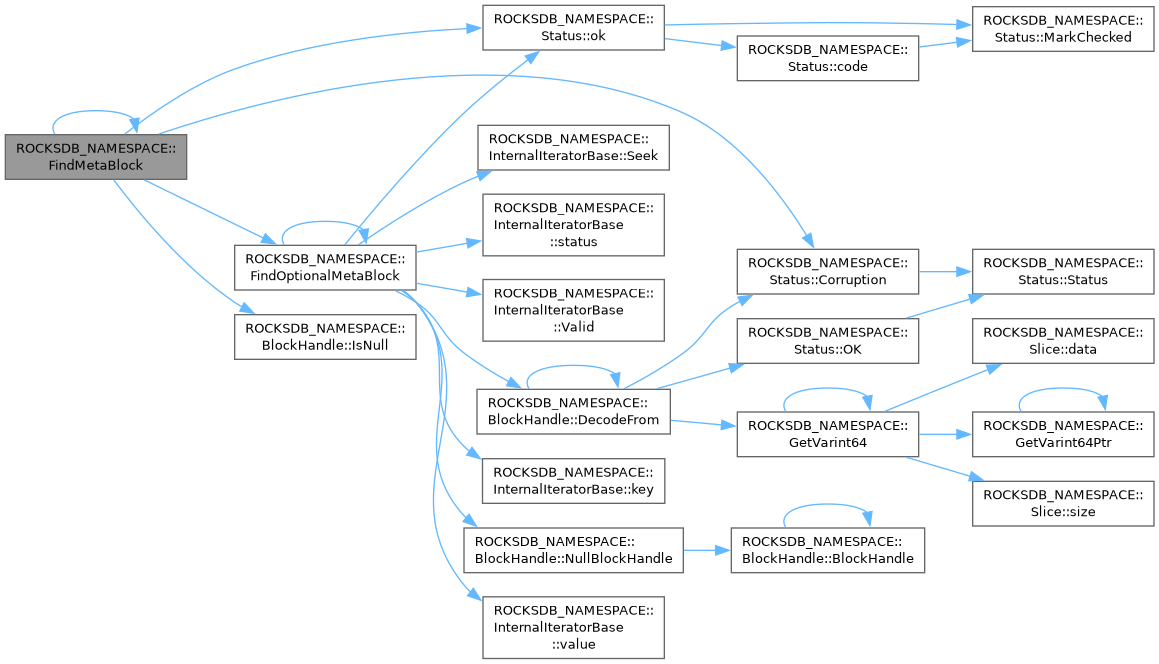 ROCKSDB_NAMESPACE::
FindMetaBlock
ROCKSDB_NAMESPACE::
FindOptionalMetaBlock
ROCKSDB_NAMESPACE::
BlockHandle::IsNull
ROCKSDB_NAMESPACE::
Status::ok
ROCKSDB_NAMESPACE::
InternalIteratorBase::Seek
ROCKSDB_NAMESPACE::
InternalIteratorBase
::status
ROCKSDB_NAMESPACE::
InternalIteratorBase
::Valid
ROCKSDB_NAMESPACE::
BlockHandle::DecodeFrom
ROCKSDB_NAMESPACE::
InternalIteratorBase::key
ROCKSDB_NAMESPACE::
BlockHandle::NullBlockHandle
ROCKSDB_NAMESPACE::
InternalIteratorBase
::value
ROCKSDB_NAMESPACE::
Status::code
ROCKSDB_NAMESPACE::
Status::Corruption
ROCKSDB_NAMESPACE::
Status::OK
ROCKSDB_NAMESPACE::
GetVarint64
ROCKSDB_NAMESPACE::
BlockHandle::BlockHandle
ROCKSDB_NAMESPACE::
Status::MarkChecked
ROCKSDB_NAMESPACE::
Status::Status
ROCKSDB_NAMESPACE::
Slice::data
ROCKSDB_NAMESPACE::
GetVarint64Ptr
ROCKSDB_NAMESPACE::
Slice::size